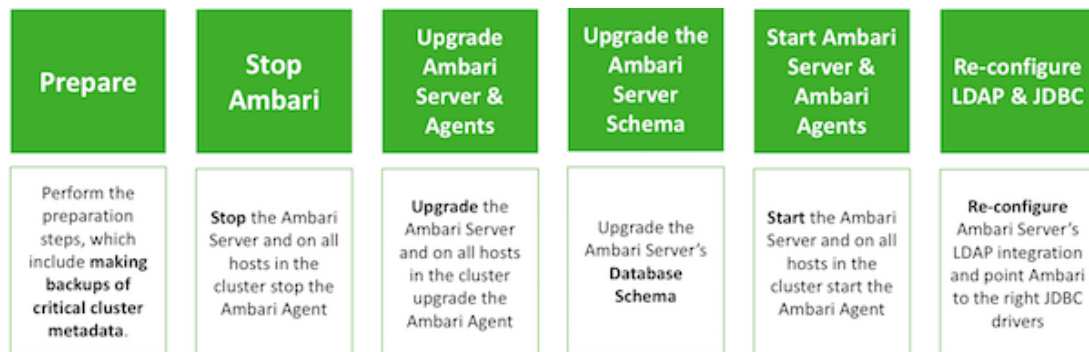 Prepare
Stop
Ambari
Upgrade
Ambari
Server &
Agents
Upgrade the
Ambari
Server
Schema
Start Ambari
Server &
Ambari
Agents
Re-configure
LDAP & JDBC
Perform the
preparation
steps, which
include making
backups of
critical cluster
metadata.
Stop the Ambari
Server and on all
hosts in the
cluster stop the
Ambari Agent
Upgrade the
Ambari Server
and on all hosts
in the cluster
upgrade the
Ambari Agent
Upgrade the
Ambari Server's
Database
Schema
Start the Ambari
Server and on all
hosts in the
cluster start the
Ambari Agent
Re-configure
Ambari Server's
LDAP integration
and point Ambari
to the right JDBC
drivers